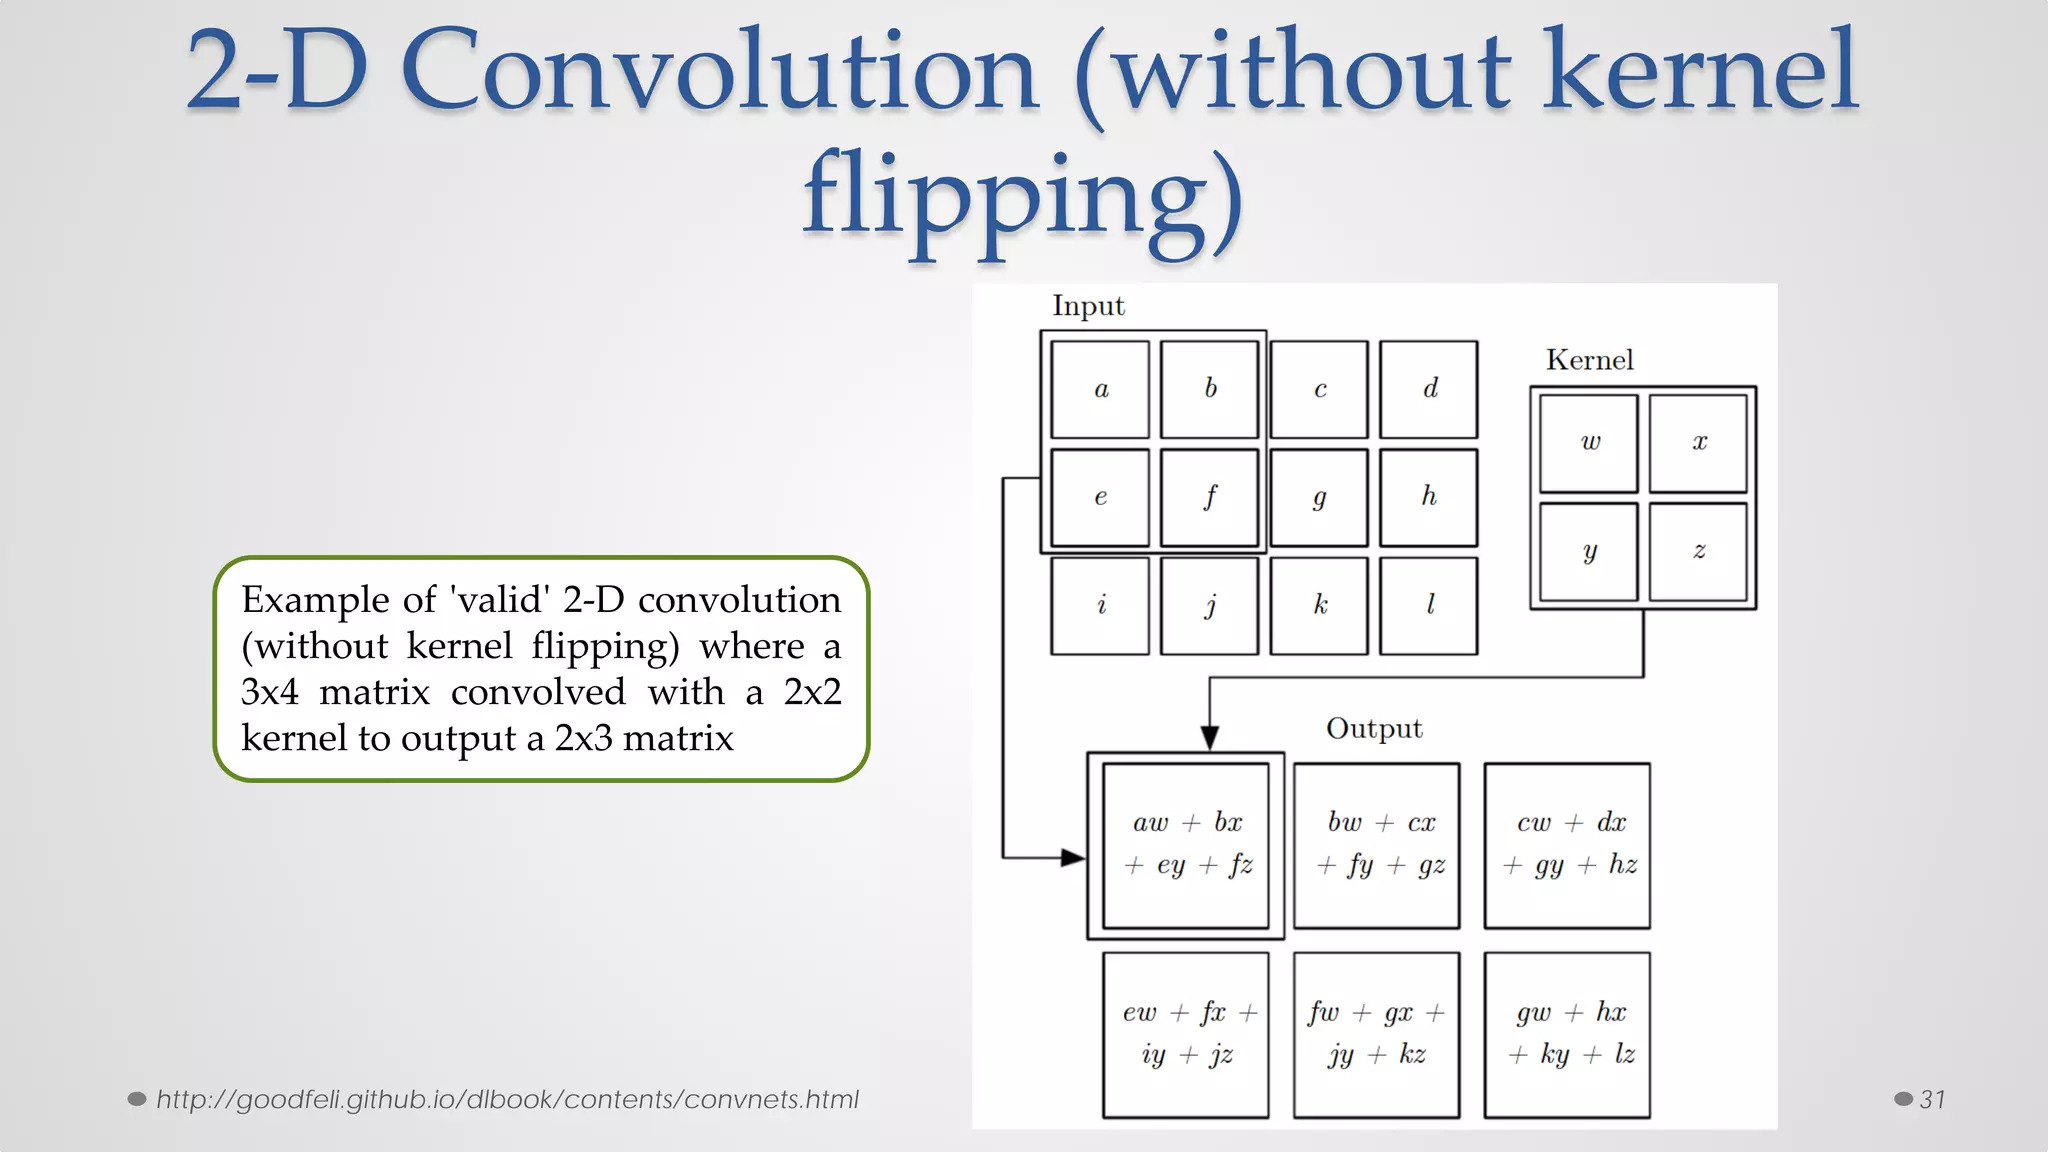 2-D Convolution (without kernel
flipping)
Example of 'valid' 2-D convolution
(without kernel flipping) where a
3x4 matrix convolved with a 2x2
kernel to output a 2x3 matrix
Input
a b c d
e f g h
i j k l
Kernel
w x
y z
Output
aw + bx
+ ey + fz
bw + cx
+ fy + gz
cw + dx
+ gy + hz
ew + fx +
iy + jz
fw + gx +
jy + kz
gw + hx
+ ky + lz
http://goodfeli.github.io/dlbook/contents/convnets.html
31